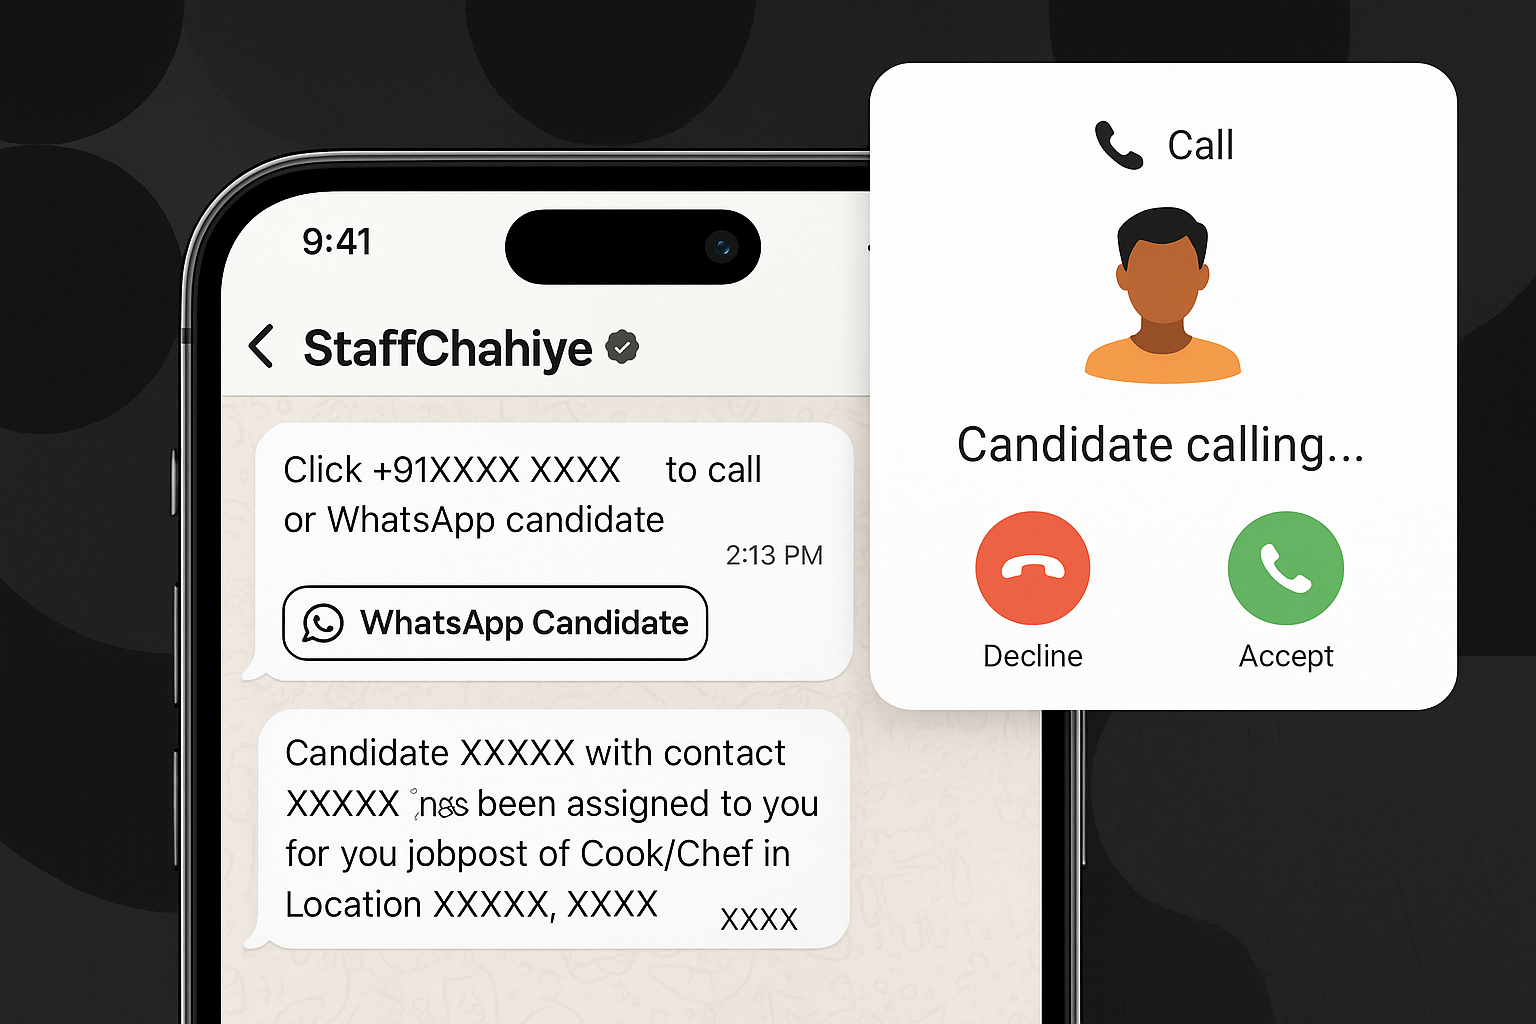 9:41
StaffChahiye
Click +91XXXX XXXX to call
or WhatsApp candidate
2:13 PM
WhatsApp Candidate
Candidate XXXXX with contact
XXXXX been assigned to you
for you jobpost of Cook/Chef in
Location XXXXX, XXXX
XXXX
Call
Candidate calling...
Decline
Accept